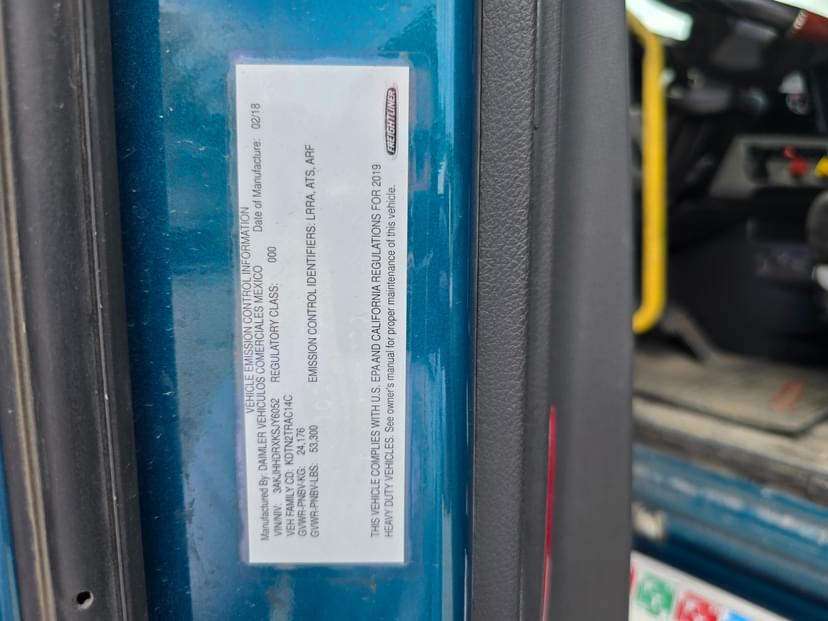 VEHICLE EMISSION CONTROL INFORMATION
Manufactured By: DAIMLER VEHICULOS COMERCIALES MEXICO Date of Manufacture: 02/18
VIN/NIV: 3AKJHHDRXKSJY6052 REGULATORY CLASS: 000
VEH FAMILY CD: KDTN2TRAC14C
GVWR-PNBV-KG: 24,176
GVWR-PNBV-LBS: 53,300 EMISSION CONTROL IDENTIFIERS: LRRA, ATS, ARF
THIS VEHICLE COMPLIES WITH U.S. EPA AND CALIFORNIA REGULATIONS FOR 2019
HEAVY DUTY VEHICLES. See owner's manual for proper maintenance of this vehicle.
FREIGHTLINER